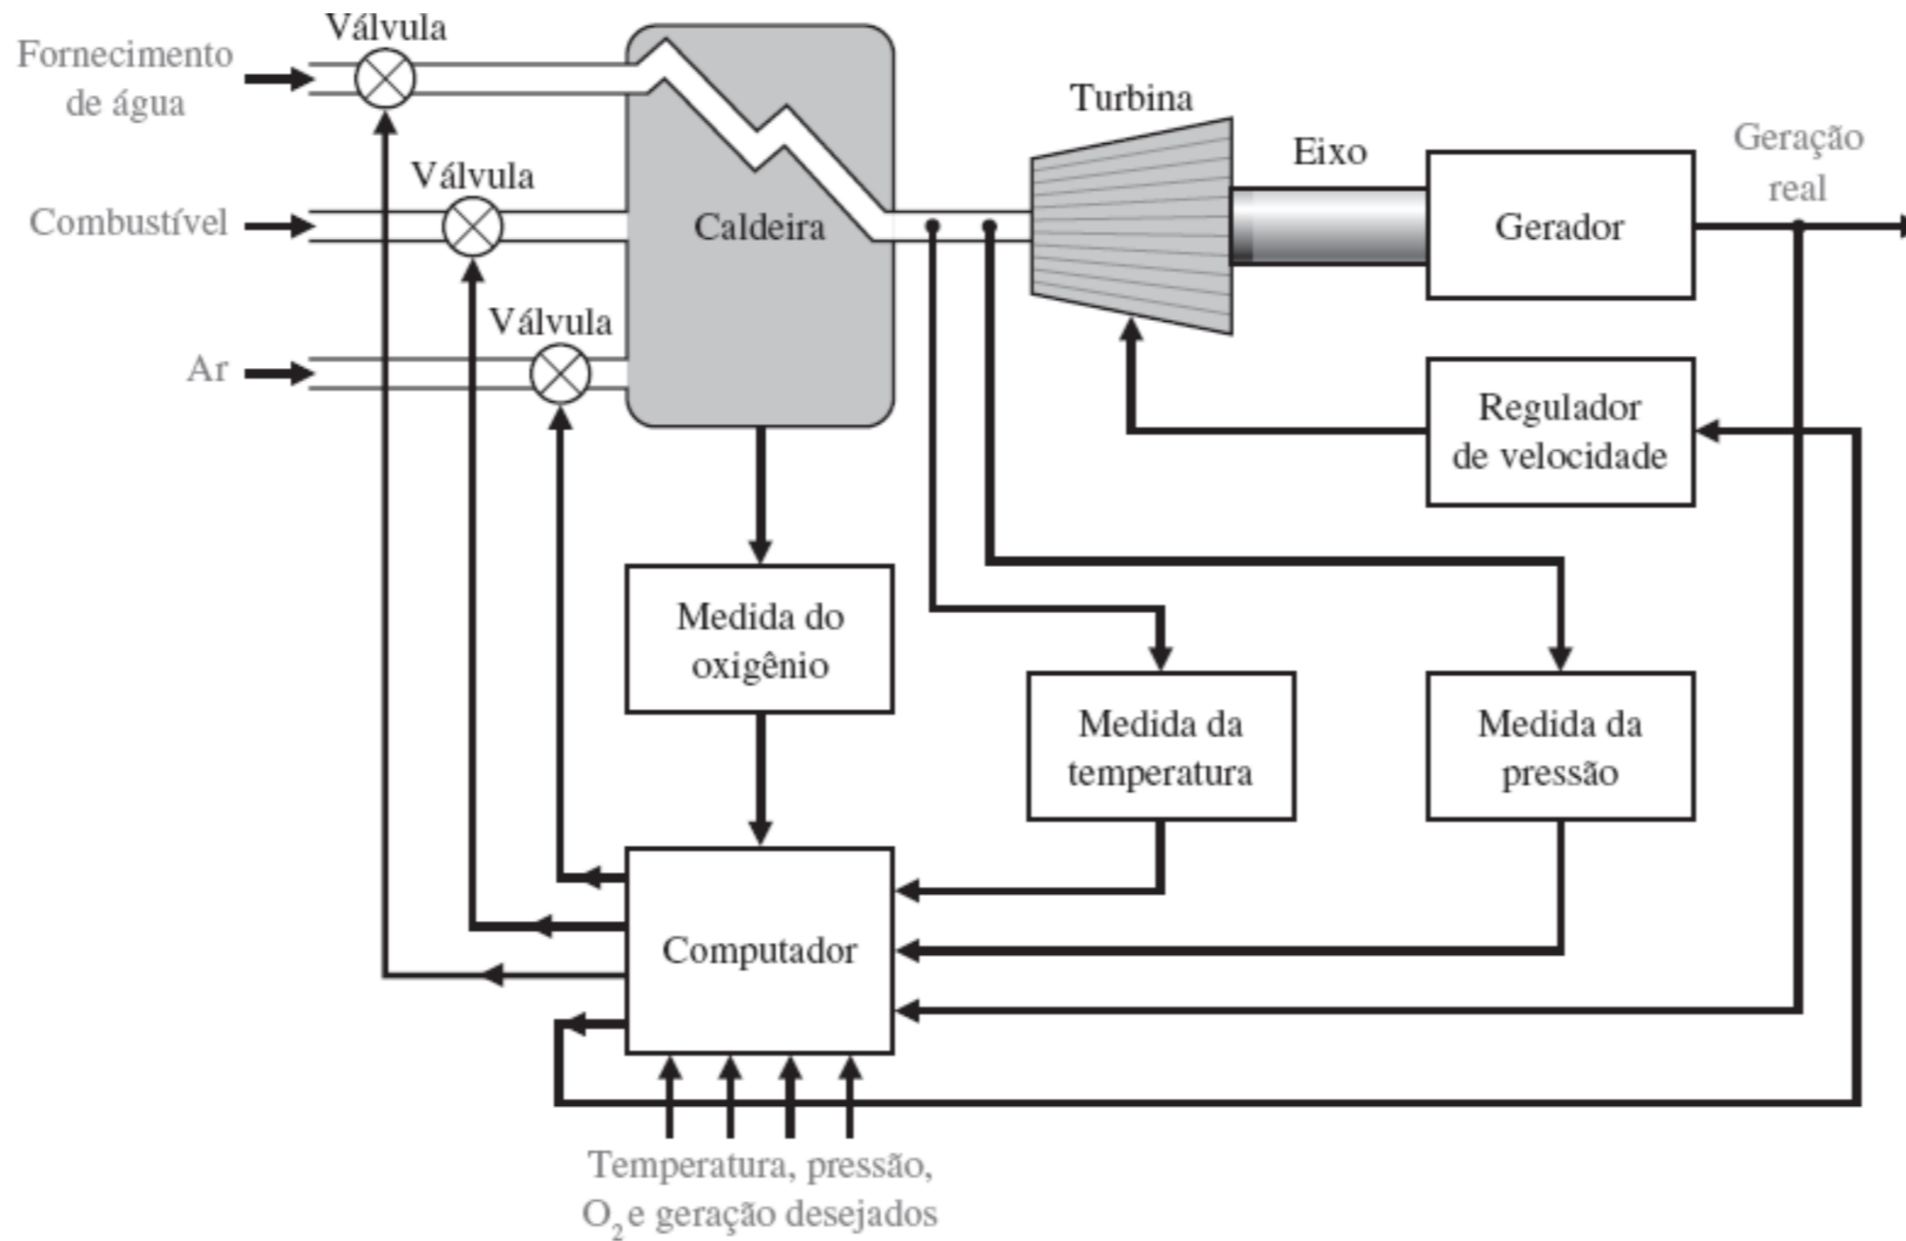 Válvula
Fornecimento
de água
Válvula
Combustível
Válvula
Ar
Caldeira
Turbina
Eixo
Gerador
Geração
real
Regulador
de velocidade
Medida do
oxigênio
Medida da
temperatura
Medida da
pressão
Computador
Temperatura, pressão,
O₂ e geração desejados